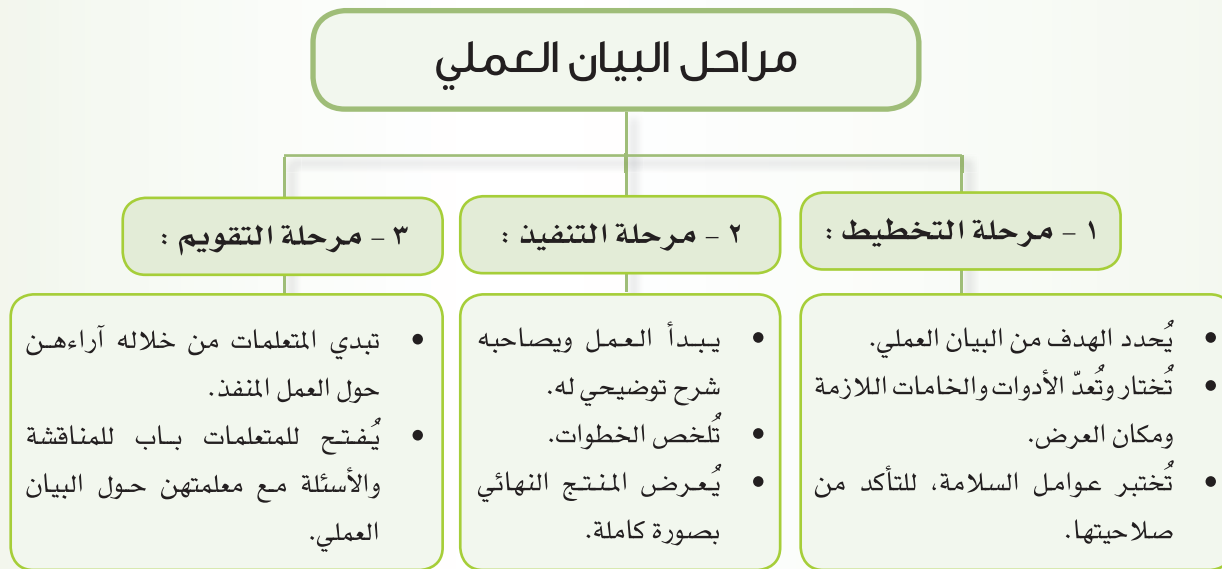 مراحل البيان العملي
١ - مرحلة التخطيط :
• يُحدد الهدف من البيان العملي.
• تُختار وتُعدّ الأدوات والخامات اللازمة
ومكان العرض.
• تُختبر عوامل السلامة، للتأكد من
صلاحيتها.
٢ - مرحلة التنفيذ :
• يبدأ العمل ويصاحبه
شرح توضيحي له.
• تُلخص الخطوات.
• يُعرض المنتج النهائي
بصورة كاملة.
٣ - مرحلة التقويم :
• تبدي المتعلمات من خلاله آراءهن
حول العمل المنفذ.
• يُفتح للمتعلمات باب للمناقشة
والأسئلة مع معلمتهن حول البيان
العملي.